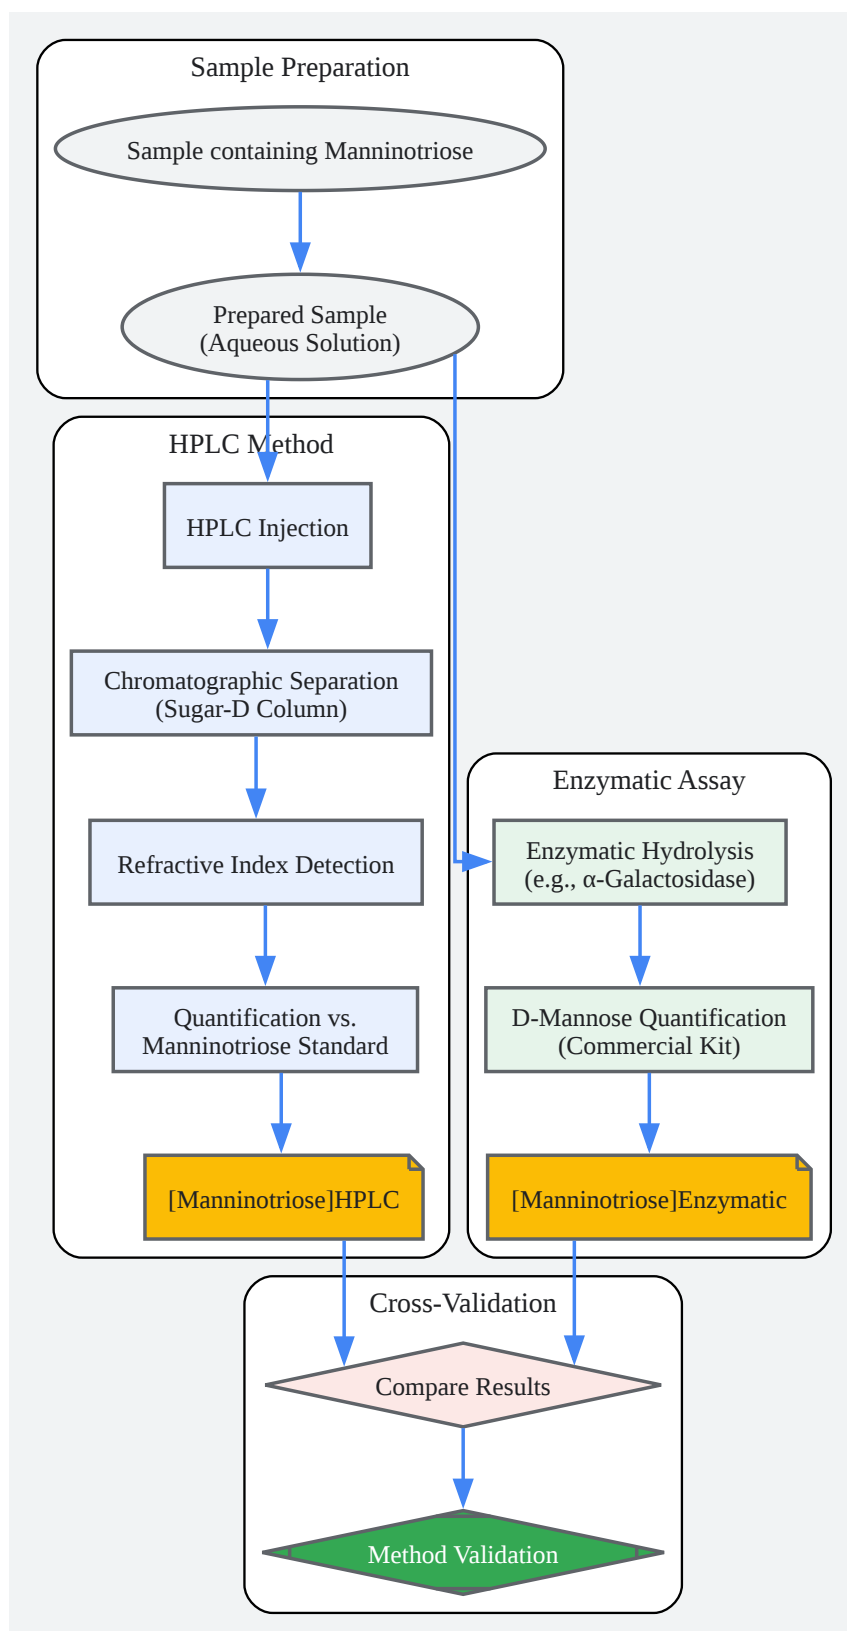 Sample Preparation
Sample containing Manninotriose
Prepared Sample
(Aqueous Solution)
HPLC Method
HPLC Injection
Chromatographic Separation
(Sugar-D Column)
Refractive Index Detection
Quantification vs.
Manninotriose Standard
[Manninotriose]HPLC
Enzymatic Assay
Enzymatic Hydrolysis
(e.g., α-Galactosidase)
D-Mannose Quantification
(Commercial Kit)
[Manninotriose]Enzymatic
Cross-Validation
Compare Results
Method Validation